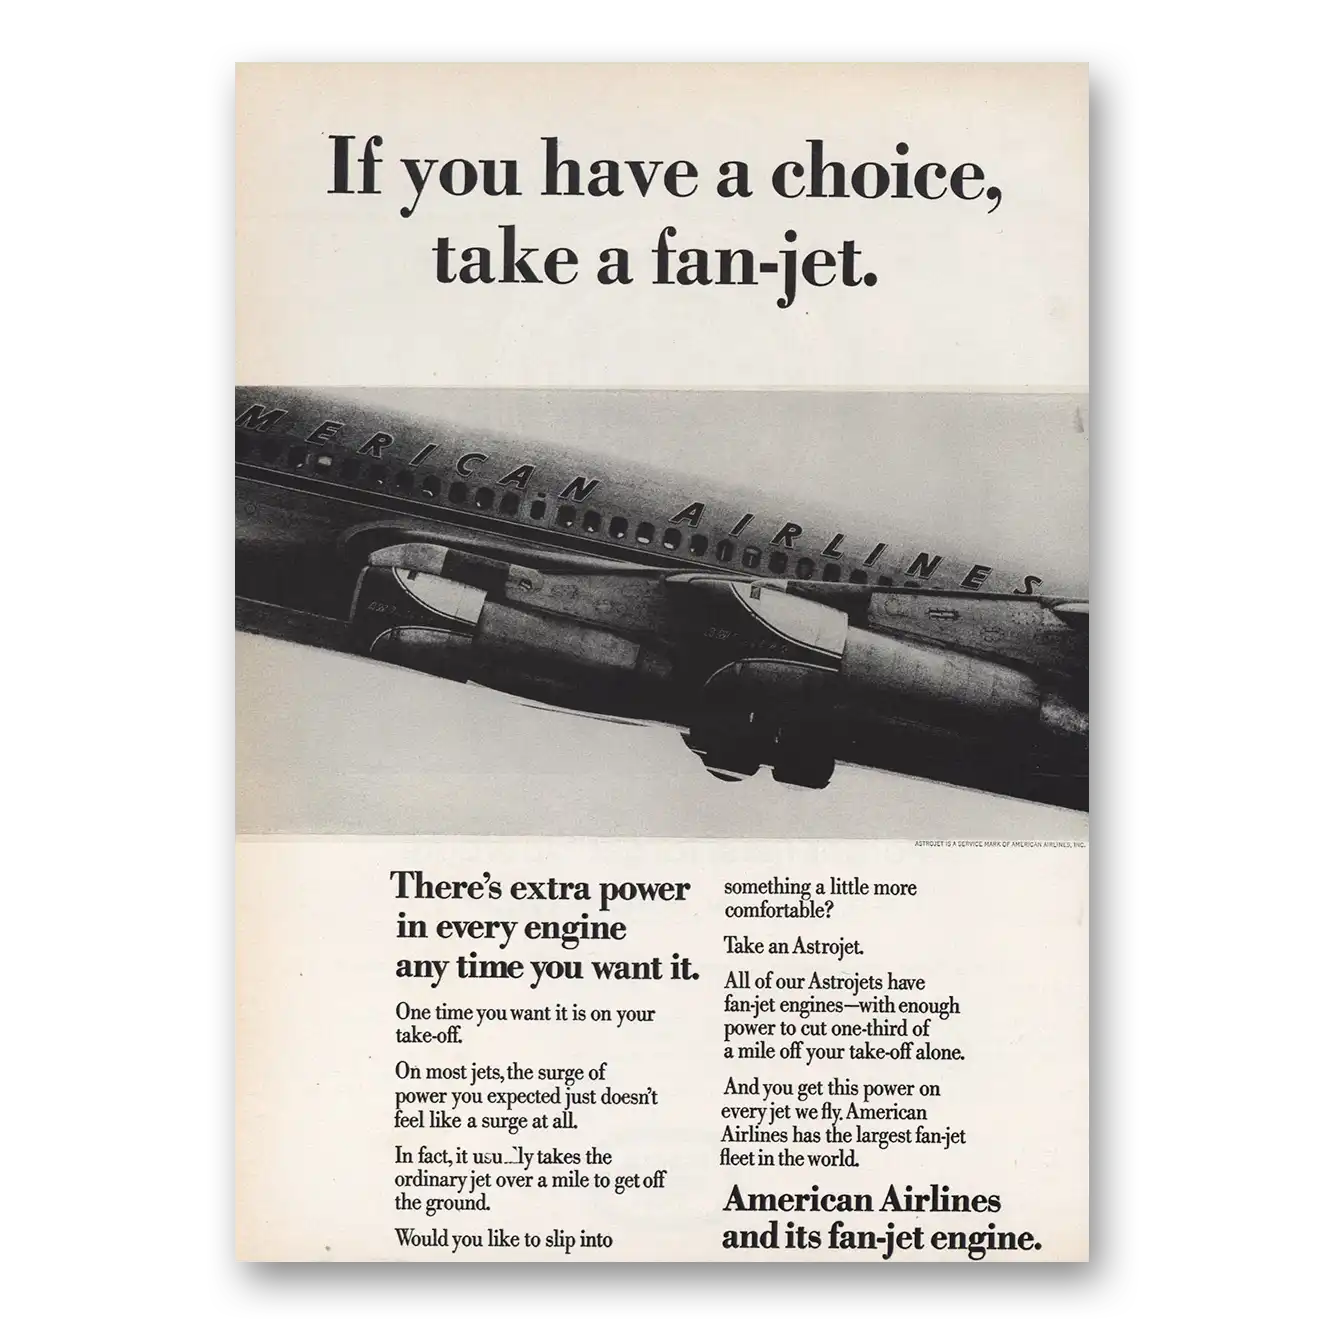 If you have a choice,
take a fan-jet.
MERICAN AIRLINES
ASTROJET IS A SERVICE MARK OF AMERICAN AIRLINES, INC.
There's extra power
in every engine
any time you want it.
One time you want it is on your
take-off.
On most jets, the surge of
power you expected just doesn't
feel like a surge at all.
In fact, it takes the
ordinary jet over a mile to get off
the ground.
Would you like to slip into
something a little more
comfortable?
Take an Astrojet.
All of our Astrojets have
fan-jet engines—with enough
power to cut one-third of
a mile off your take-off alone.
And you get this power on
every jet we fly. American
Airlines has the largest fan-jet
fleet in the world.
American Airlines
and its fan-jet engine.